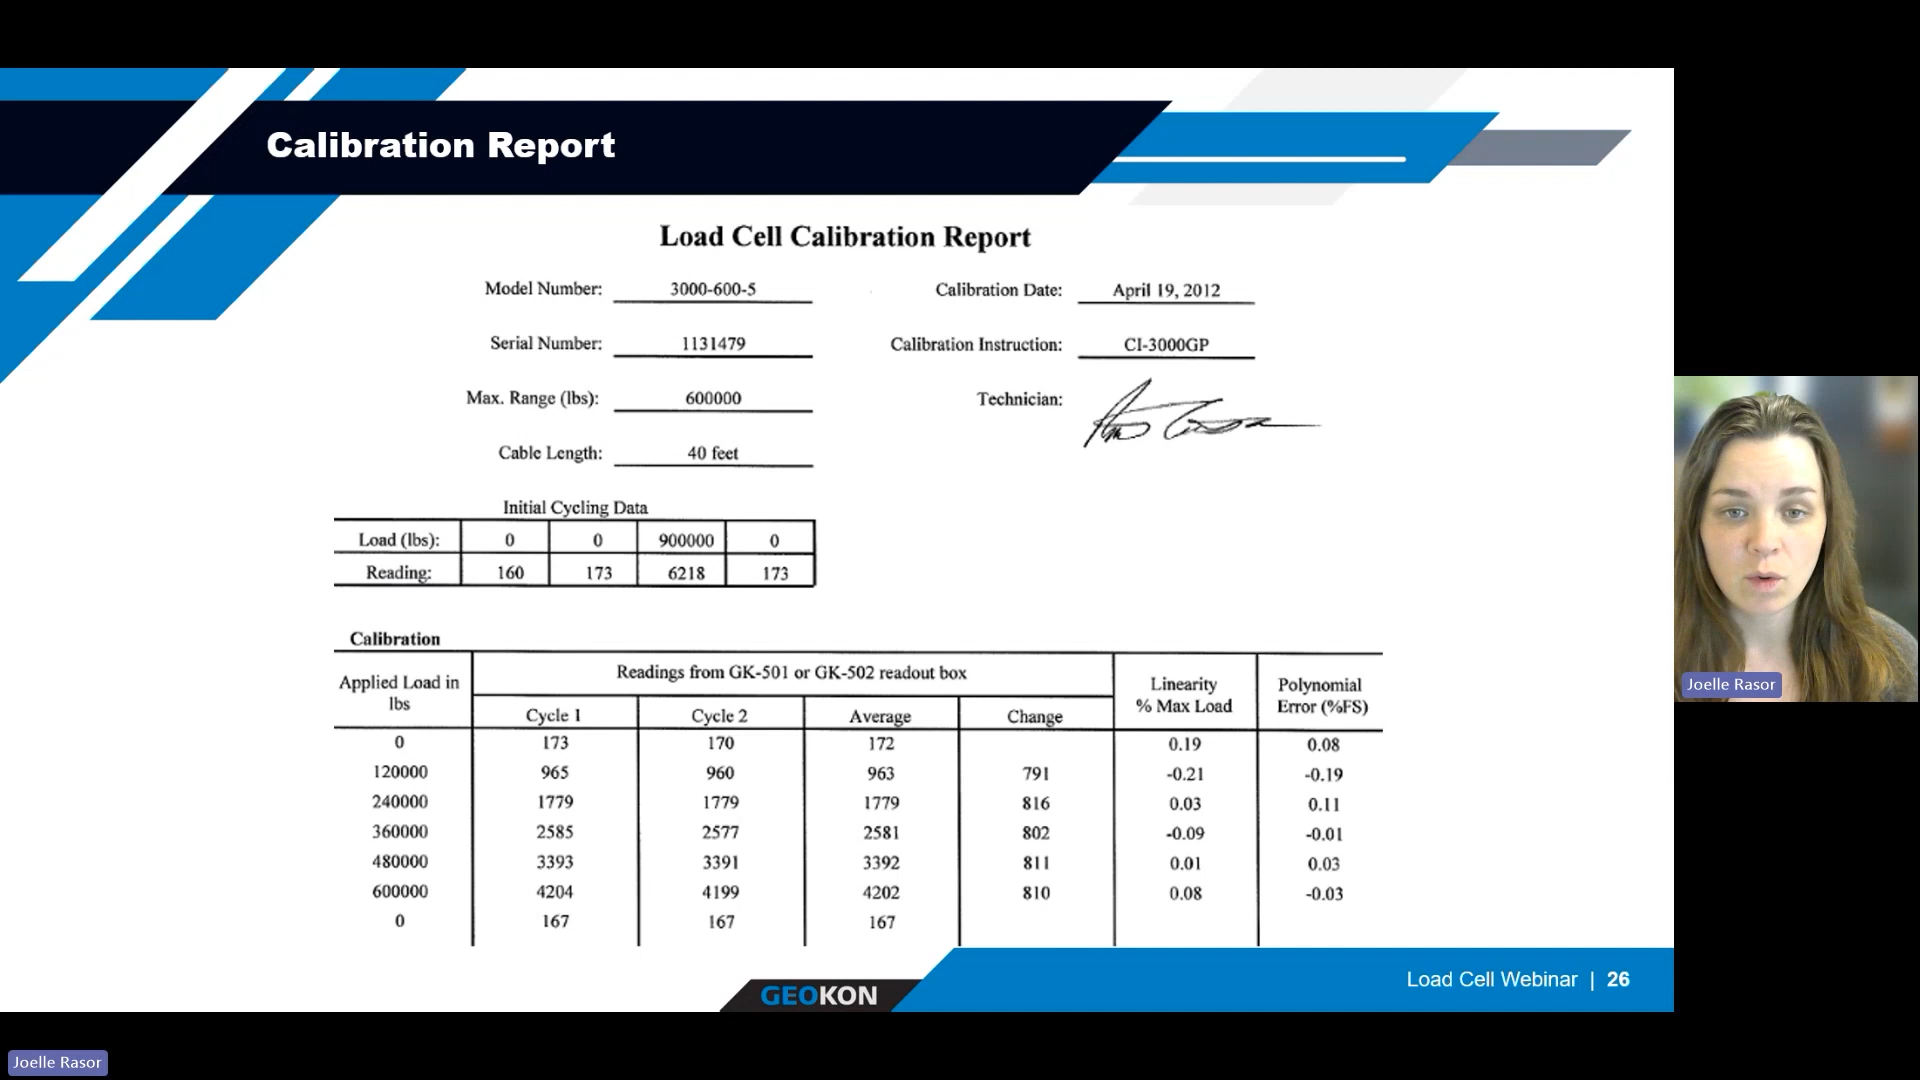 Calibration Report
Load Cell Calibration Report
Model Number: 3000-600-5 Calibration Date: April 19, 2012
Serial Number: 1131479 Calibration Instruction: CI-3000GP
Max. Range (lbs): 600000 Technician:
Cable Length: 40 feet
Initial Cycling Data
Load (lbs): 0 0 900000 0
Reading: 160 173 6218 173
Calibration
Applied Load in lbs Readings from GK-501 or GK-502 readout box Linearity % Max Load Polynomial Error (%FS)
Cycle 1 Cycle 2 Average Change
0 173 170 172 0.19 0.08
120000 965 960 963 791 -0.21 -0.19
240000 1779 1779 1779 816 0.03 0.11
360000 2585 2577 2581 802 -0.09 -0.01
480000 3393 3391 3392 811 0.01 0.03
600000 4204 4199 4202 810 0.08 -0.03
0 167 167 167
GEOKON
Load Cell Webinar | 26
Joelle Rasor
Joelle Rasor